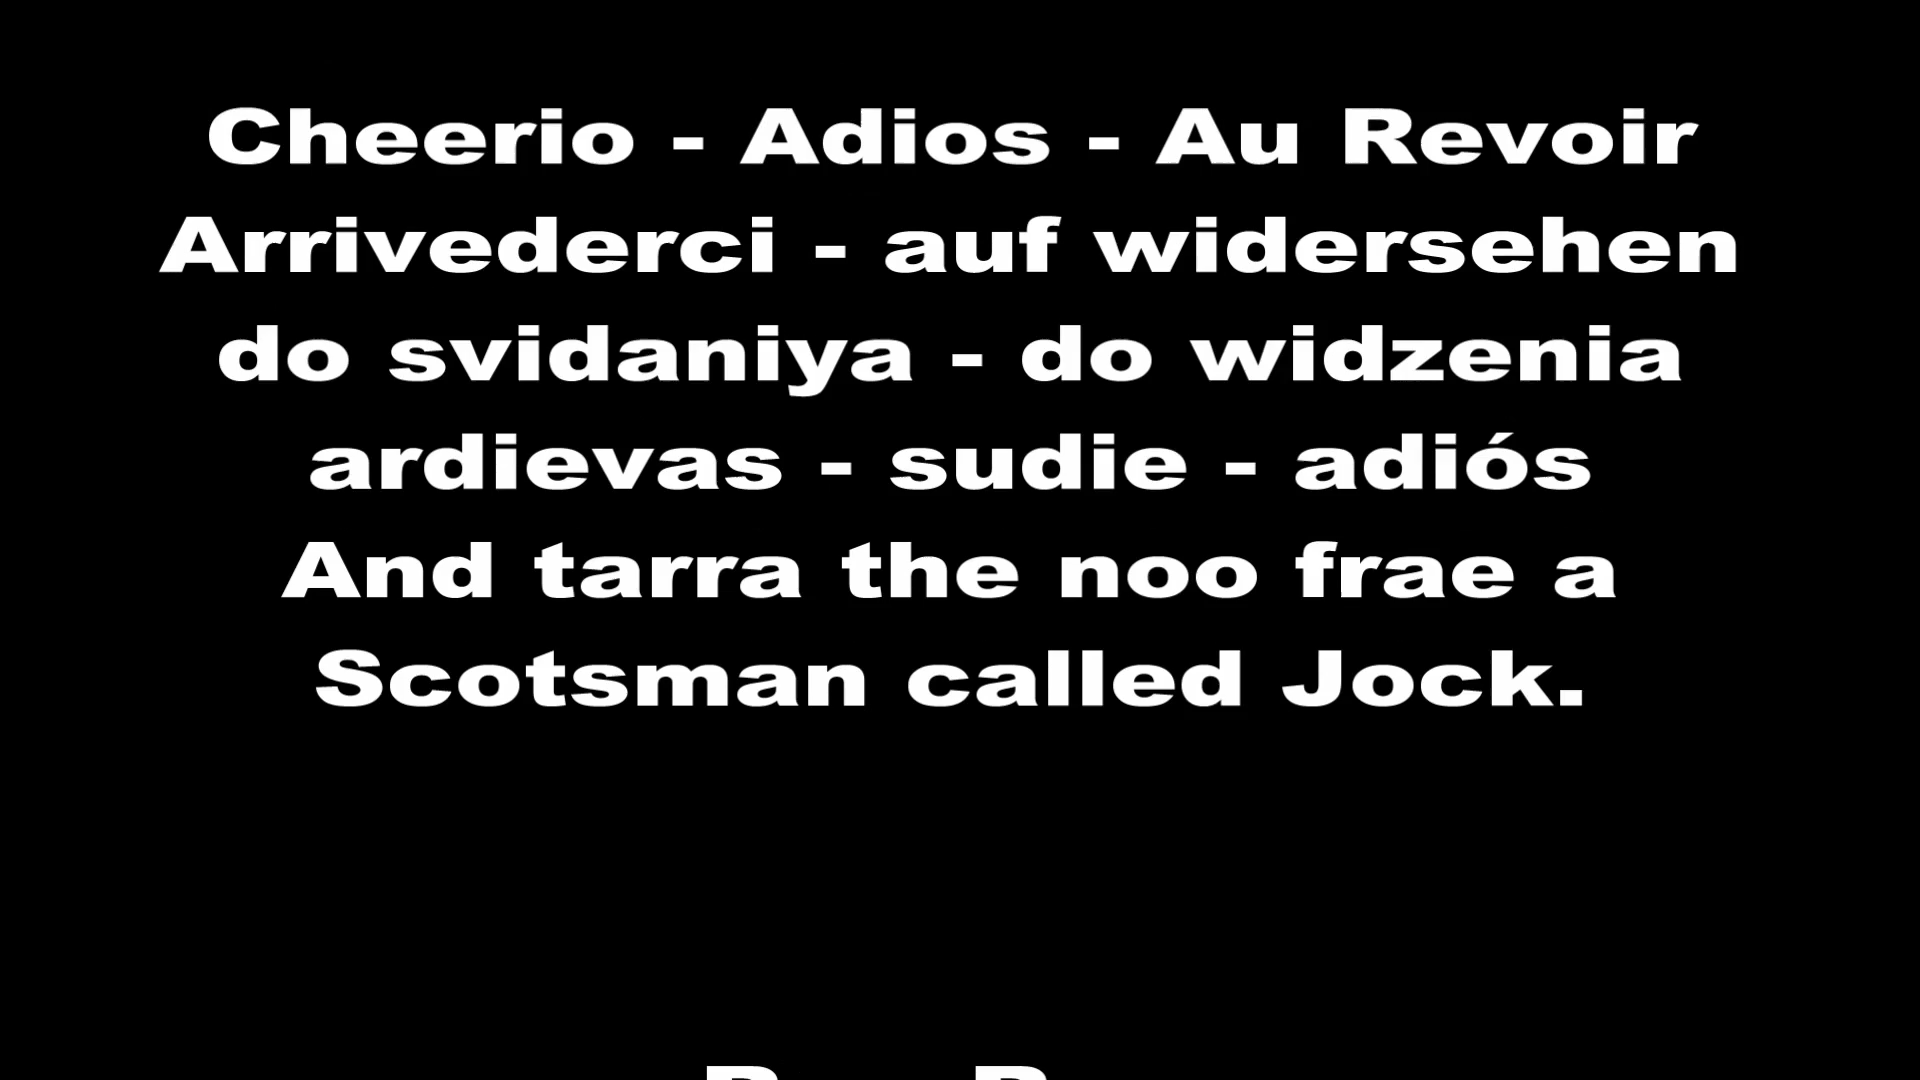 Cheerio - Adios - Au Revoir
Arrivederci - auf widersehen
do svidaniya - do widzenia
ardievas - sudie - adiós
And tarra the noo frae a
Scotsman called Jock.